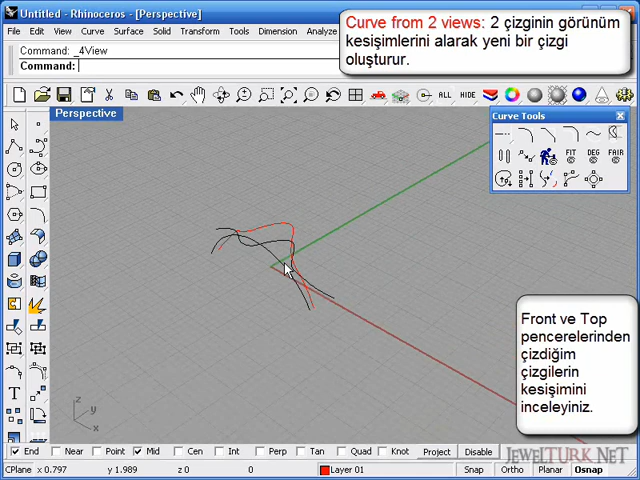 Untitled - Rhinoceros - [Perspective]
File Edit View Curve Surface Solid Transform Tools Dimension Analyze
Command: _4View
Command:
Curve from 2 views: 2 çizginin görünüm
kesişimlerini alarak yeni bir çizgi
oluşturur.
ALL HIDE
Perspective
Curve Tools
FIT DEG FAIR
Front ve Top
pencerelerinden
çizdiğim
çizgilerin
kesişimini
inceleyiniz.
z
y
x
T
End Near Point Mid Cen Int Perp Tan Quad Knot Project Disable
JEWELTURK.NET
CPlane x 0.797 y 1.989 z 0 0 Layer 01 Snap Ortho Planar Osnap